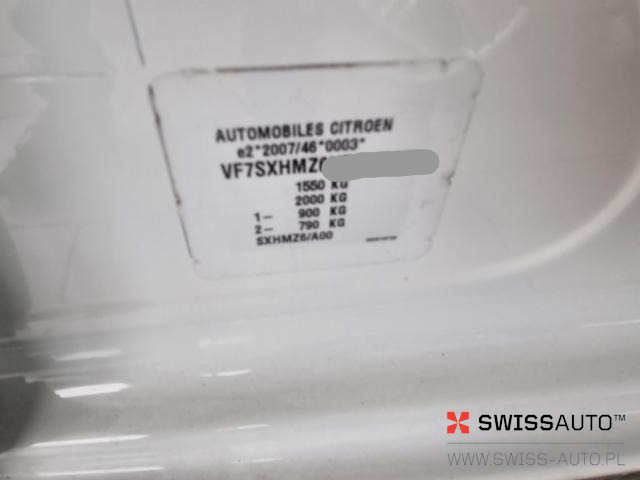 AUTOMOBILES CITROEN
e2*2007/46*0003*
VF7SXHMZ6
1550 KG
2000 KG
1- 900 KG
2- 790 KG
SXHMZ6/A00
SWISSAUTO™
WWW.SWISS-AUTO.PL